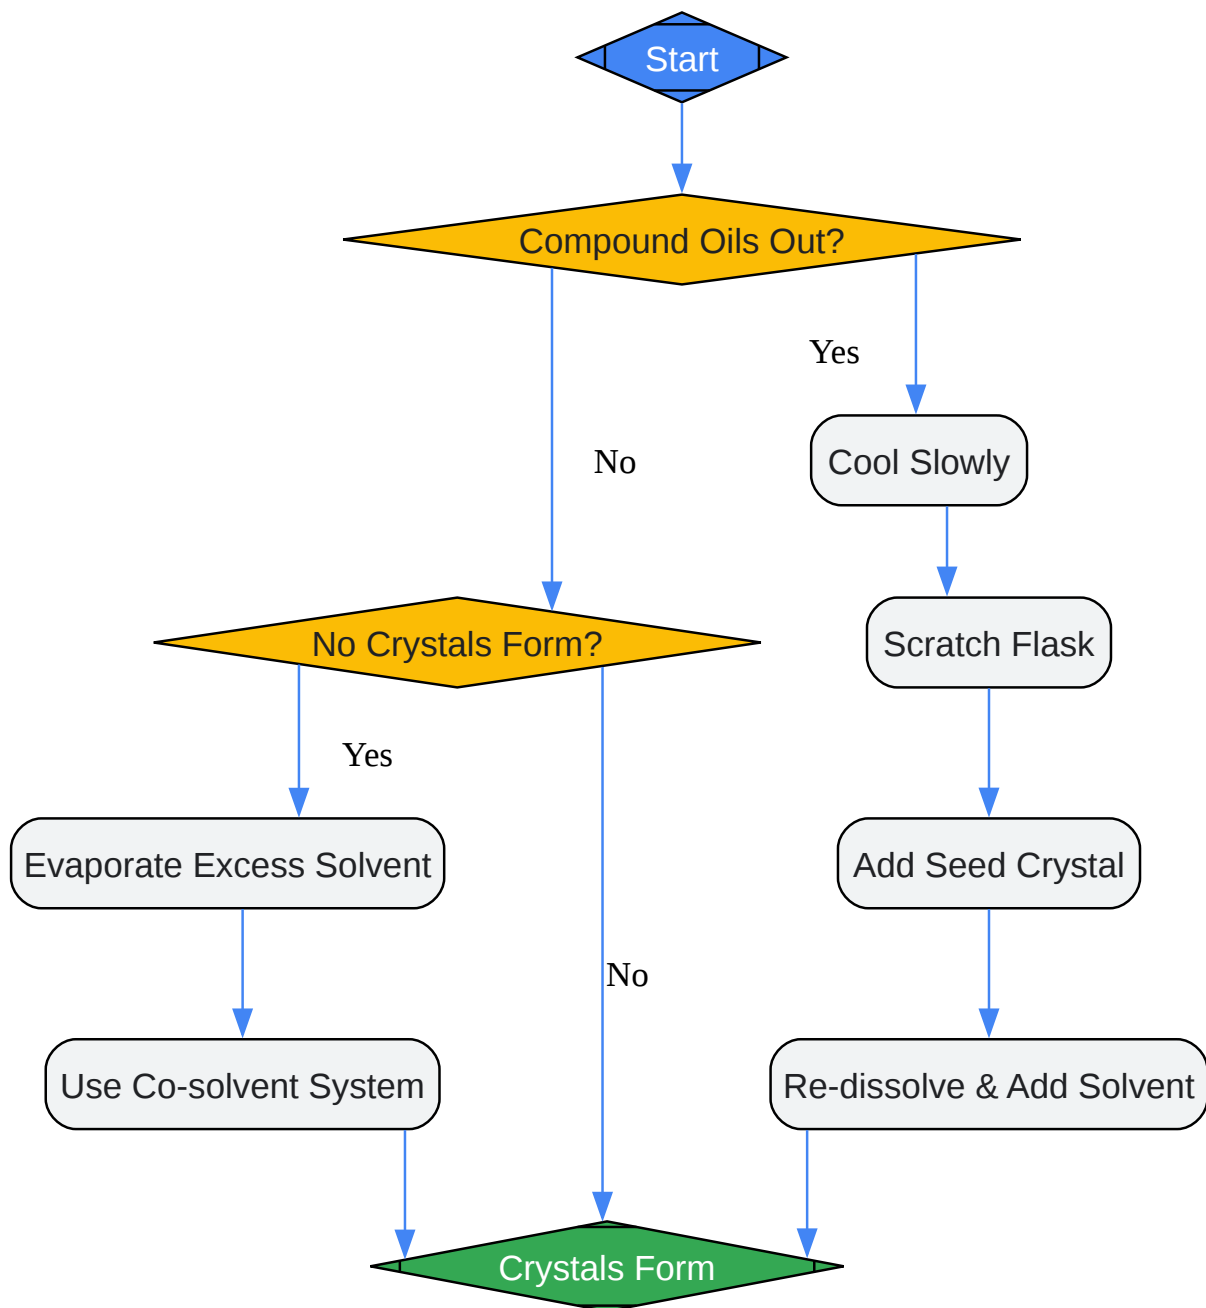 Start
Compound Oils Out?
Yes
No
Cool Slowly
No Crystals Form?
Scratch Flask
Yes
Evaporate Excess Solvent
Add Seed Crystal
No
Use Co-solvent System
Re-dissolve & Add Solvent
Crystals Form